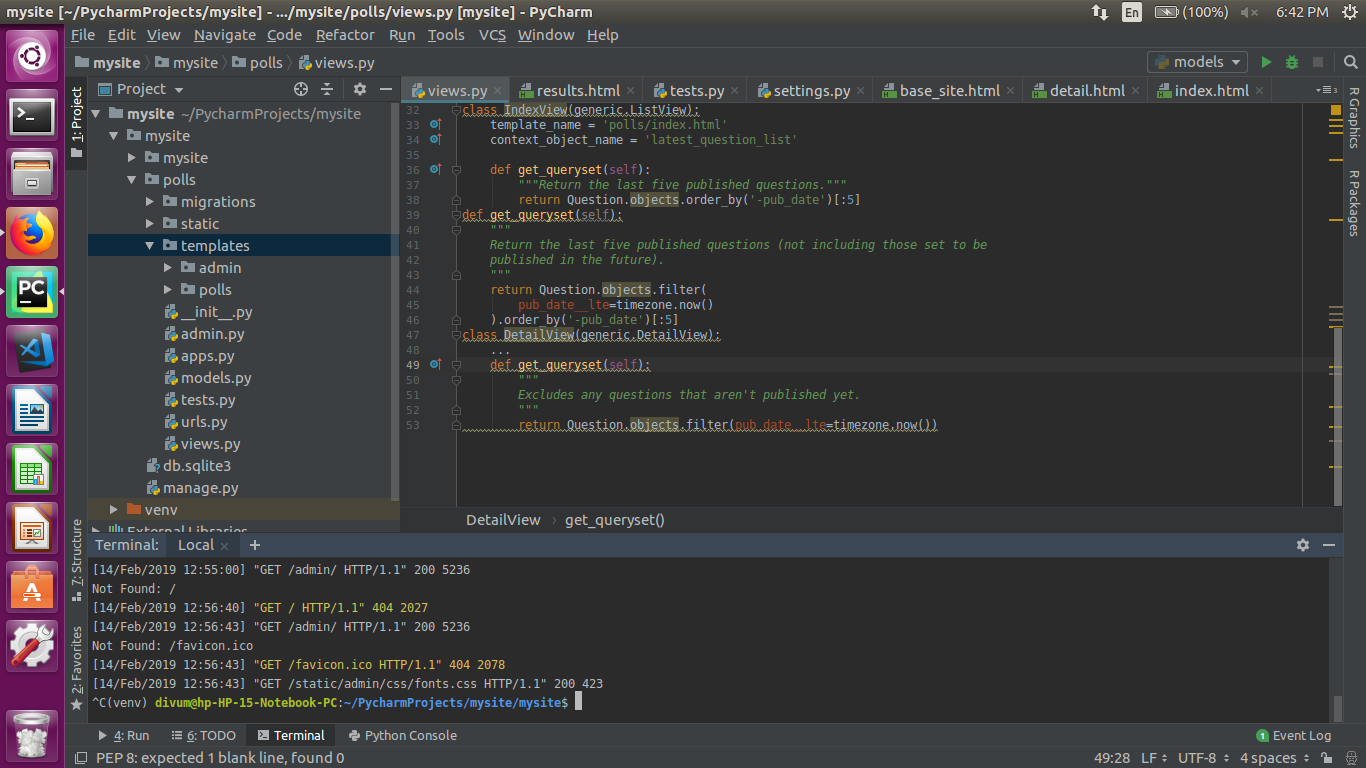 mysite [~/PycharmProjects/mysite] - .../mysite/polls/views.py [mysite] - PyCharm
En (100%) 6:42 PM
File Edit View Navigate Code Refactor Run Tools VCS Window Help
mysite mysite polls views.py models
Project
views.py results.html tests.py settings.py base_site.html detail.html index.html
1: Project
7: Structure
2: Favorites
R Graphics
R Packages
mysite ~/PycharmProjects/mysite
mysite
mysite
polls
migrations
static
templates
admin
polls
__init__.py
admin.py
apps.py
models.py
tests.py
urls.py
views.py
db.sqlite3
manage.py
venv
External Libraries
32 class IndexView(generic.ListView):
33 template_name = 'polls/index.html'
34 context_object_name = 'latest_question_list'
35
36 def get_queryset(self):
37 """Return the last five published questions."""
38 return Question.objects.order_by('-pub_date')[:5]
39 def get_queryset(self):
40 """
41 Return the last five published questions (not including those set to be
42 published in the future).
43 """
44 return Question.objects.filter(
45 pub_date__lte=timezone.now()
46 ).order_by('-pub_date')[:5]
47 class DetailView(generic.DetailView):
48 ...
49 def get_queryset(self):
50 """
51 Excludes any questions that aren't published yet.
52 """
53 return Question.objects.filter(pub_date__lte=timezone.now())
DetailView get_queryset()
Terminal: Local +
[14/Feb/2019 12:55:00] "GET /admin/ HTTP/1.1" 200 5236
Not Found: /
[14/Feb/2019 12:56:40] "GET / HTTP/1.1" 404 2027
[14/Feb/2019 12:56:43] "GET /admin/ HTTP/1.1" 200 5236
Not Found: /favicon.ico
[14/Feb/2019 12:56:43] "GET /favicon.ico HTTP/1.1" 404 2078
[14/Feb/2019 12:56:43] "GET /static/admin/css/fonts.css HTTP/1.1" 200 423
^C(venv) divum@hp-HP-15-Notebook-PC:~/PycharmProjects/mysite/mysite$
4: Run 6: TODO Terminal Python Console 1 Event Log
PEP 8: expected 1 blank line, found 0 49:28 LF UTF-8 4 spaces